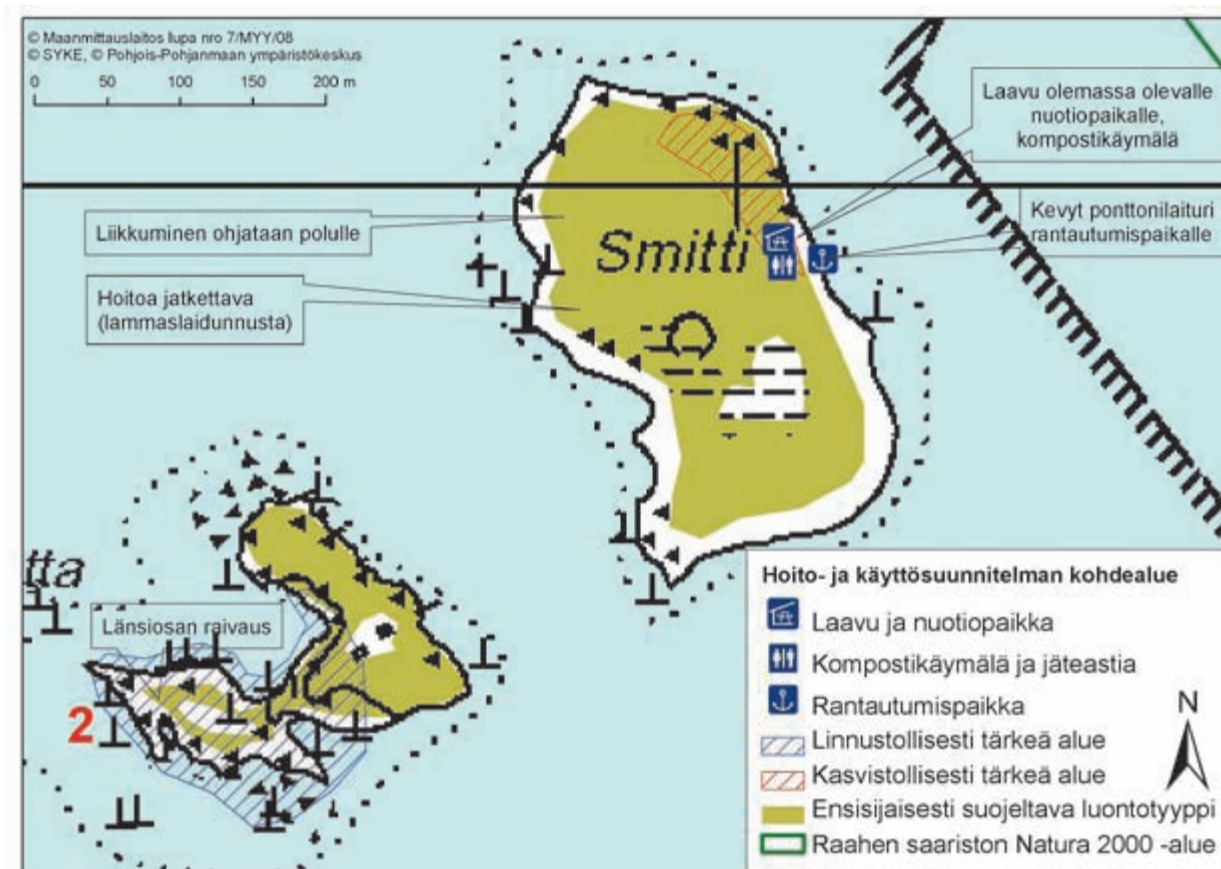 © Maanmittauslaitos lupa nro 7/MYY/08
© SYKE, © Pohjois-Pohjanmaan ympäristökeskus
0 50 100 150 200 m
Laavu olemassa olevalle
nuotiopaikalle,
kompostikäymälä
Liikkuminen ohjataan polulle
Kevyt ponttonilaituri
rantautumispaikalle
Smitti
Hoitoa jatkettava
(lammaslaidunnusta)
tta
Länsiosan raivaus
2
Hoito- ja käyttösuunnitelman kohdealue
Laavu ja nuotiopaikka
Kompostikäymälä ja jäteastia
Rantautumispaikka
N
Linnustollisesti tärkeä alue
Kasvistollisesti tärkeä alue
Ensisijaisesti suojeltava luontotyyppi
Raahen saariston Natura 2000 -alue